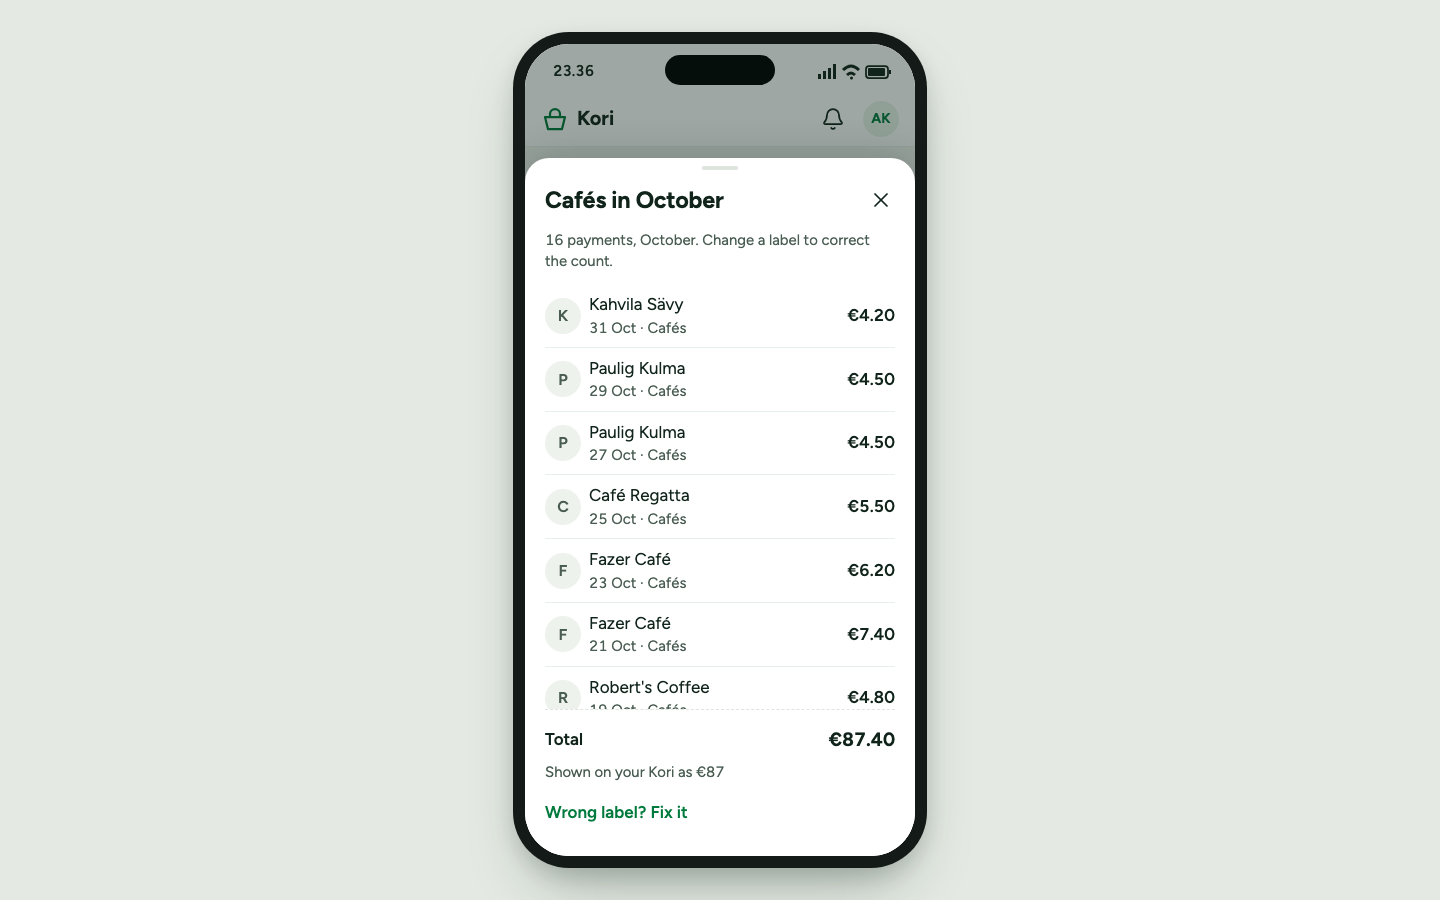 23.36
Kori
AK
Cafés in October
16 payments, October. Change a label to correct
the count.
K
Kahvila Sävy
31 Oct · Cafés
€4.20
P
Paulig Kulma
29 Oct · Cafés
€4.50
P
Paulig Kulma
27 Oct · Cafés
€4.50
C
Café Regatta
25 Oct · Cafés
€5.50
F
Fazer Café
23 Oct · Cafés
€6.20
F
Fazer Café
21 Oct · Cafés
€7.40
R
Robert's Coffee
19 Oct · Cafés
€4.80
Total
€87.40
Shown on your Kori as €87
Wrong label? Fix it